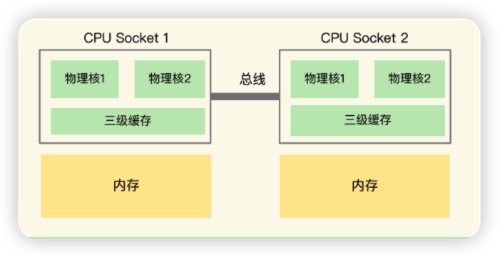 CPU Socket 1
CPU Socket 2
物理核1
物理核2
总线
物理核1
物理核2
三级缓存
三级缓存
内存
内存